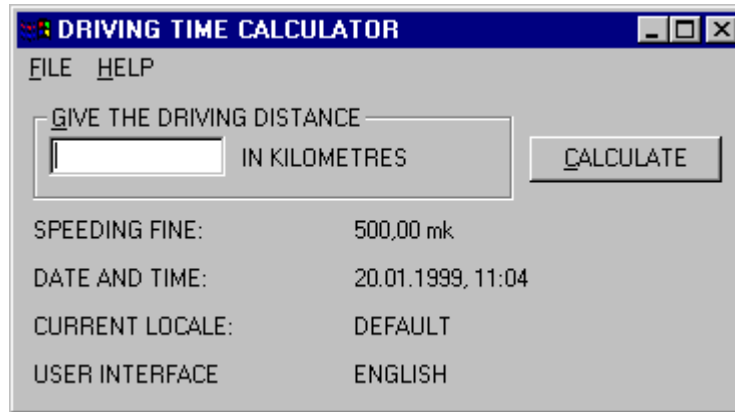 DRIVING TIME CALCULATOR
FILE HELP
GIVE THE DRIVING DISTANCE
IN KILOMETRES CALCULATE
SPEEDING FINE: 500,00 mk
DATE AND TIME: 20.01.1999, 11:04
CURRENT LOCALE: DEFAULT
USER INTERFACE ENGLISH